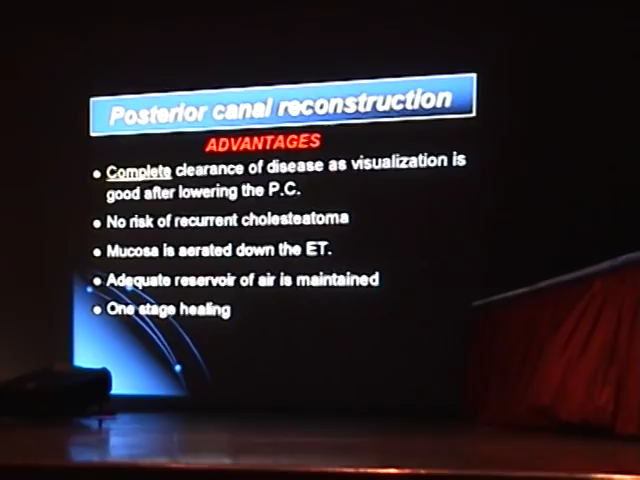 Posterior canal reconstruction
ADVANTAGES
• Complete clearance of disease as visualization is
good after lowering the P.C.
• No risk of recurrent cholesteatoma
• Mucosa is aerated down the ET.
• Adequate reservoir of air is maintained
• One stage healing